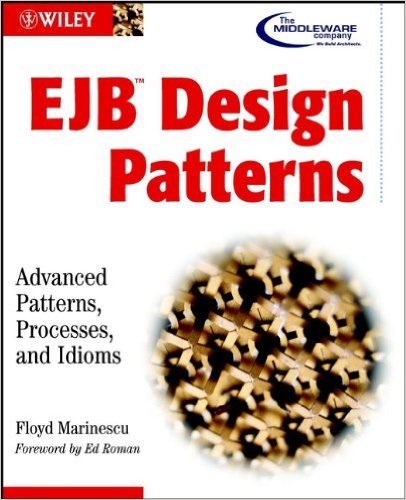 WILEY
The
MIDDLEWARE
company
We Build Architects.
EJB™ Design
Patterns
Advanced
Patterns,
Processes,
and Idioms
Floyd Marinescu
Foreword by Ed Roman